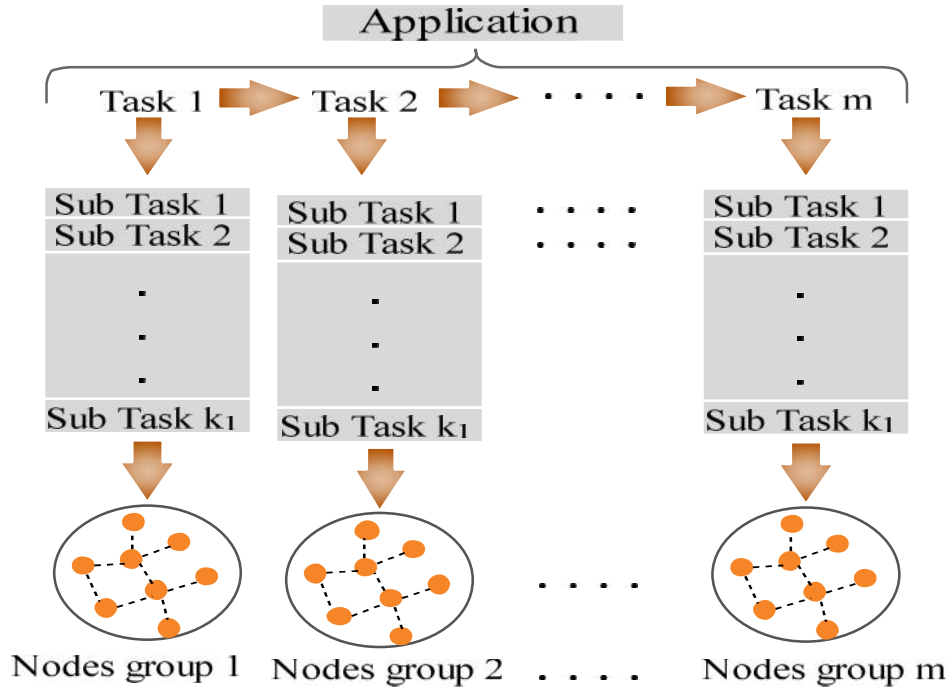 Application
Task 1 Task 2 . . . . Task m
Sub Task 1 Sub Task 1 . . . . Sub Task 1
Sub Task 2 Sub Task 2 . . . . Sub Task 2
.
.
.
.
.
.
.
.
.
Sub Task k₁ Sub Task k₁ Sub Task k₁
. . . .
Nodes group 1 Nodes group 2 . . . . Nodes group m